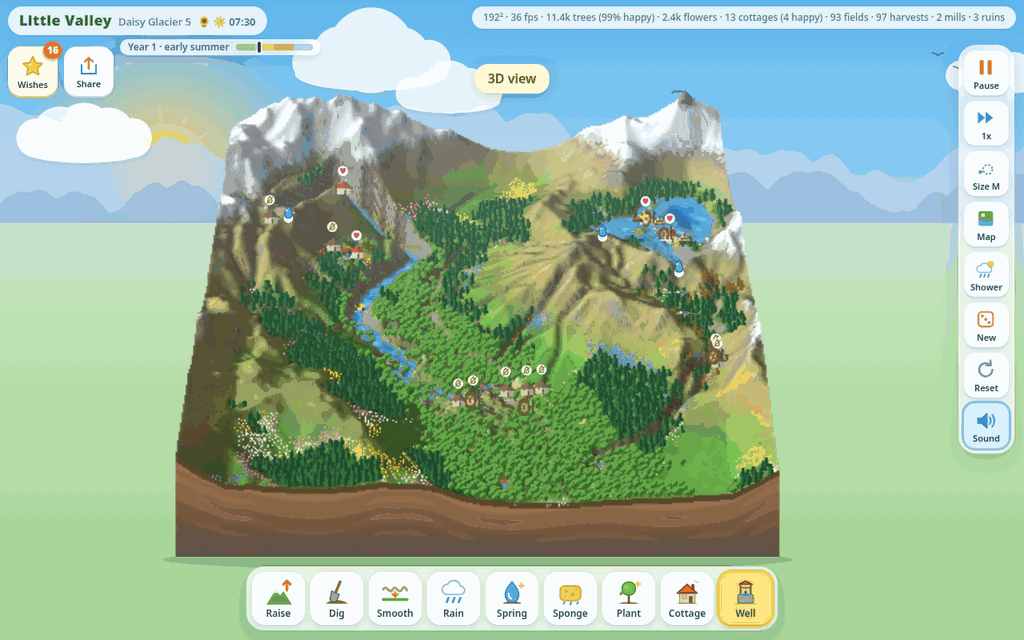 Little Valley Daisy Glacier 5 07:30
192² · 36 fps · 11.4k trees (99% happy) · 2.4k flowers · 13 cottages (4 happy) · 93 fields · 97 harvests · 2 mills · 3 ruins
Year 1 · early summer
16
Wishes
Share
3D view
Pause
1x
Size M
Map
Shower
New
Reset
Sound
Raise
Dig
Smooth
Rain
Spring
Sponge
Plant
Cottage
Well